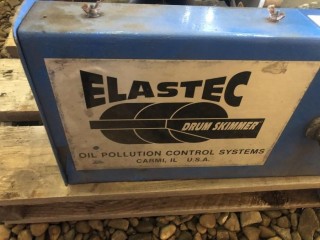 ELASTEC
DRUM SKIMMER
OIL POLLUTION CONTROL SYSTEMS
CARMI, IL U.S.A.